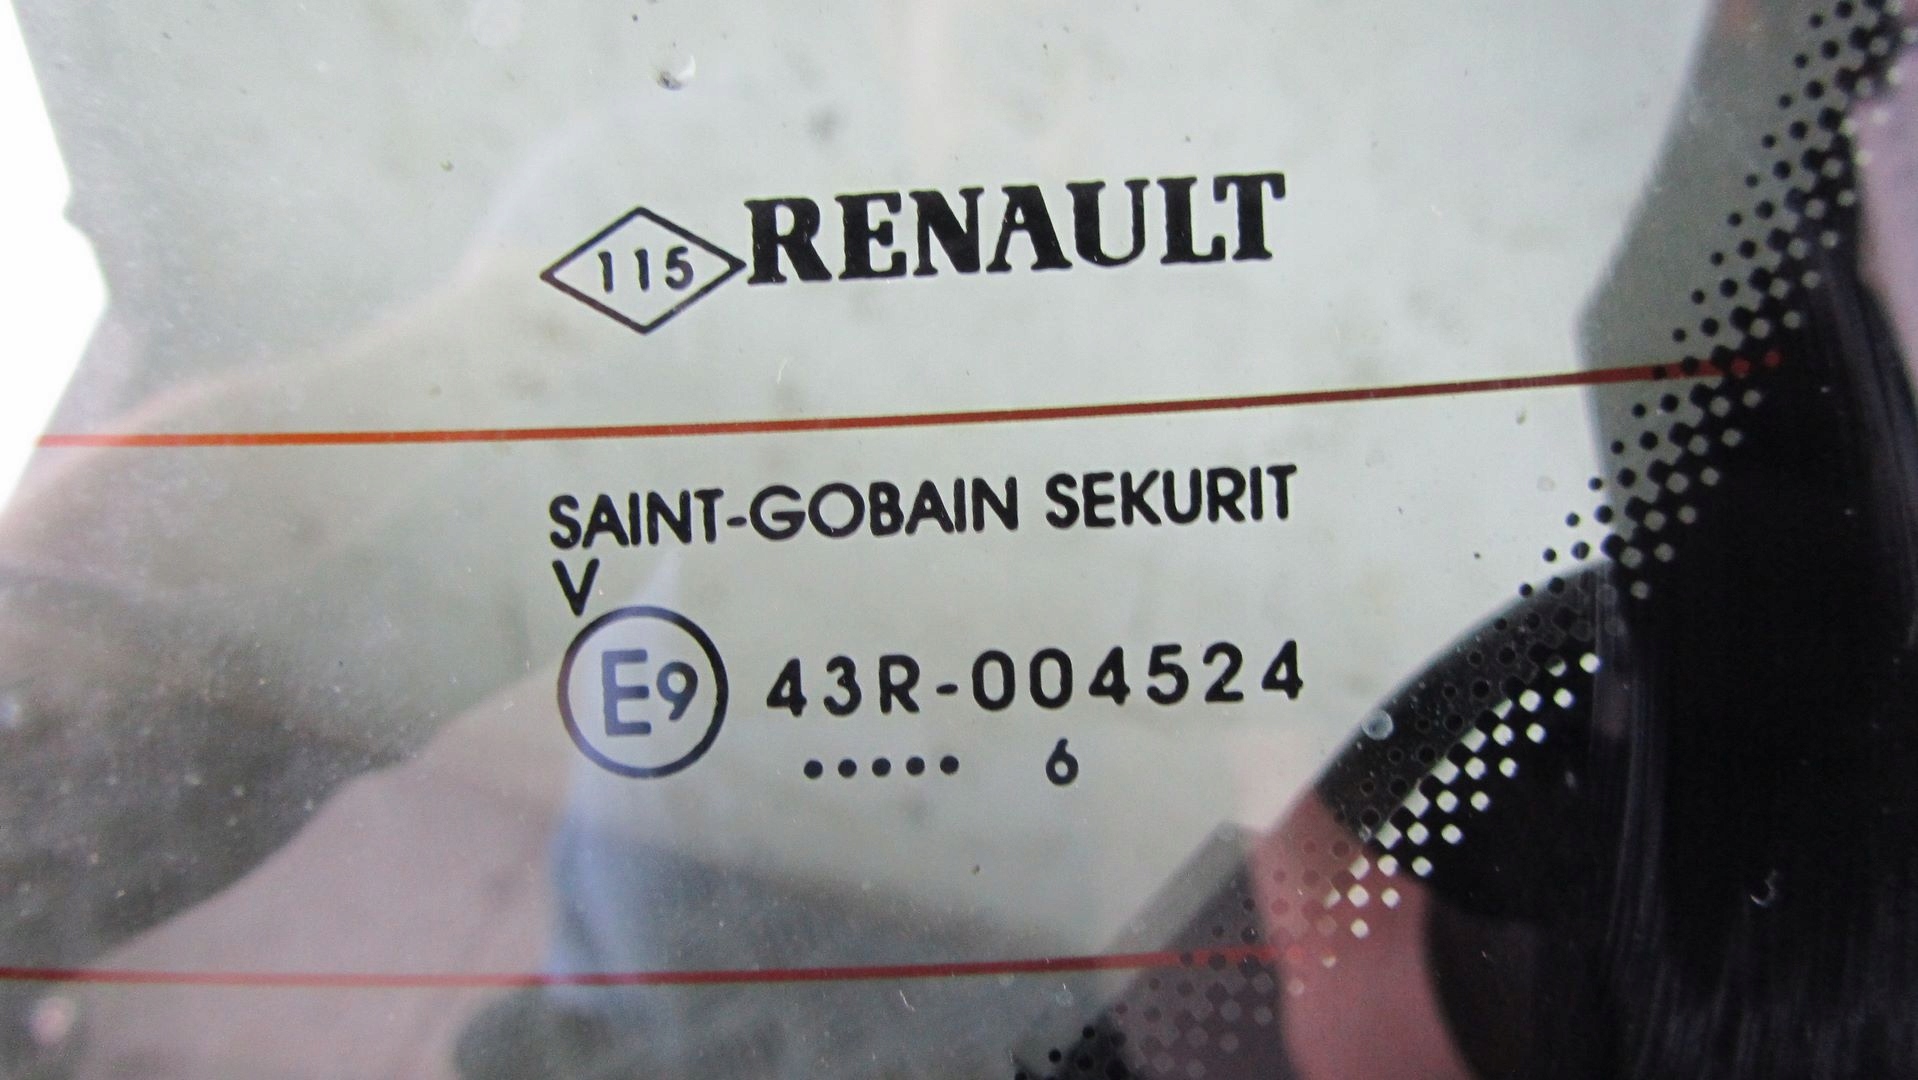 115 RENAULT
SAINT-GOBAIN SEKURIT
V
E9 43R-004524
••••• 6